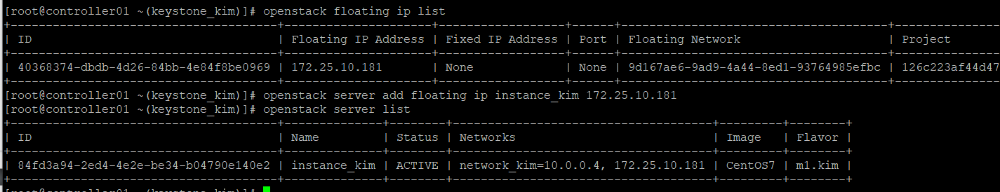 [root@controller01 ~(keystone_kim)]# openstack floating ip list
+--------------------------------------+---------------------+------------------+------+--------------------------------------+----------------
| ID                                   | Floating IP Address | Fixed IP Address | Port | Floating Network                     | Project
+--------------------------------------+---------------------+------------------+------+--------------------------------------+----------------
| 40368374-dbdb-4d26-84bb-4e84f8be0969 | 172.25.10.181       | None             | None | 9d167ae6-9ad9-4a44-8ed1-93764985efbc | 126c223af44d47
+--------------------------------------+---------------------+------------------+------+--------------------------------------+----------------
[root@controller01 ~(keystone_kim)]# openstack server add floating ip instance_kim 172.25.10.181
[root@controller01 ~(keystone_kim)]# openstack server list
+--------------------------------------+--------------+--------+-------------------------------------+---------+--------+
| ID                                   | Name         | Status | Networks                            | Image   | Flavor |
+--------------------------------------+--------------+--------+-------------------------------------+---------+--------+
| 84fd3a94-2ed4-4e2e-be34-b04790e140e2 | instance_kim | ACTIVE | network_kim=10.0.0.4, 172.25.10.181 | CentOS7 | m1.kim |
+--------------------------------------+--------------+--------+-------------------------------------+---------+--------+
[root@controller01 ~(keystone_kim)]#